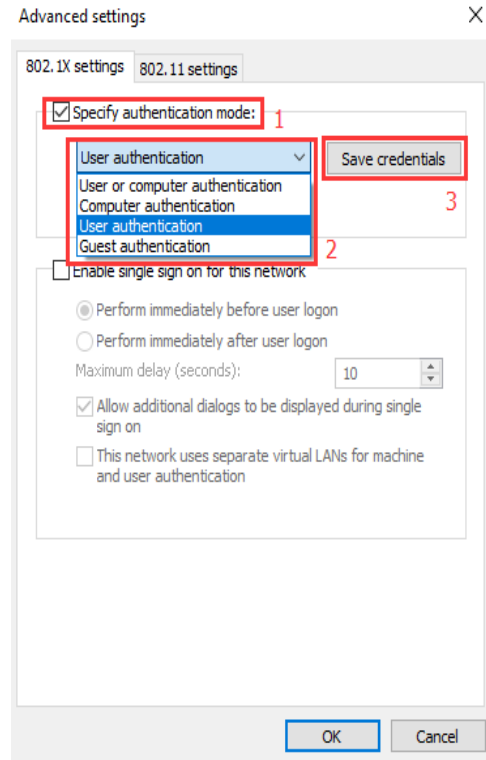 Advanced settings
802.1X settings
802.11 settings
Specify authentication mode:
1
User authentication
Save credentials
User or computer authentication
Computer authentication
User authentication
Guest authentication
3
2
Enable single sign on for this network
Perform immediately before user logon
Perform immediately after user logon
Maximum delay (seconds):
10
Allow additional dialogs to be displayed during single
sign on
This network uses separate virtual LANs for machine
and user authentication
OK
Cancel